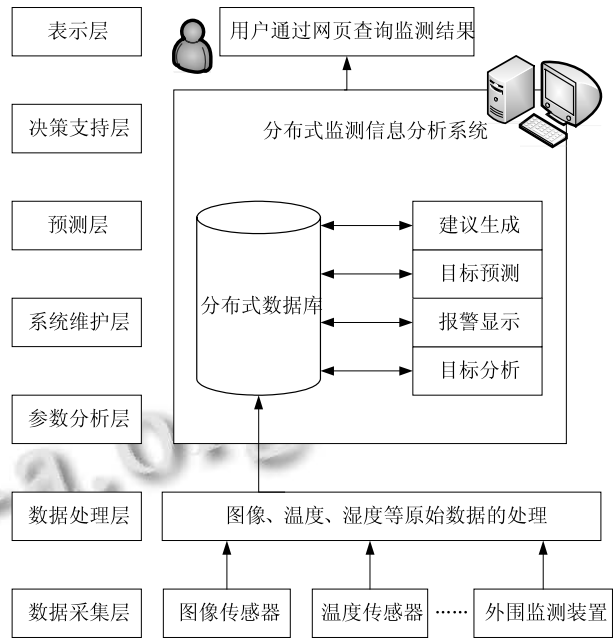 表示层
用户通过网页查询监测结果
决策支持层
分布式监测信息分析系统
预测层
建议生成
目标预测
分布式数据库
系统维护层
报警显示
目标分析
参数分析层
数据处理层
图像、温度、湿度等原始数据的处理
数据采集层
图像传感器
温度传感器
……
外围监测装置